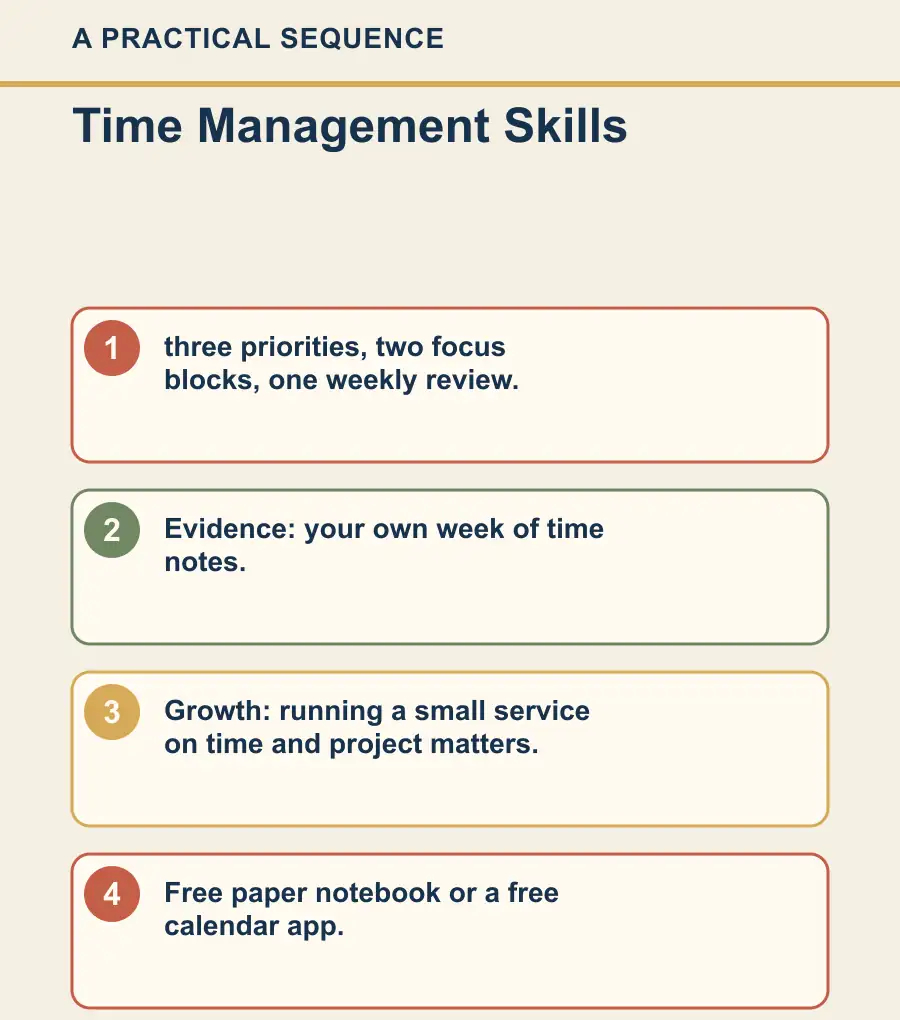 A PRACTICAL SEQUENCE
Time Management Skills
1
three priorities, two focus
blocks, one weekly review.
2
Evidence: your own week of time
notes.
3
Growth: running a small service
on time and project matters.
4
Free paper notebook or a free
calendar app.